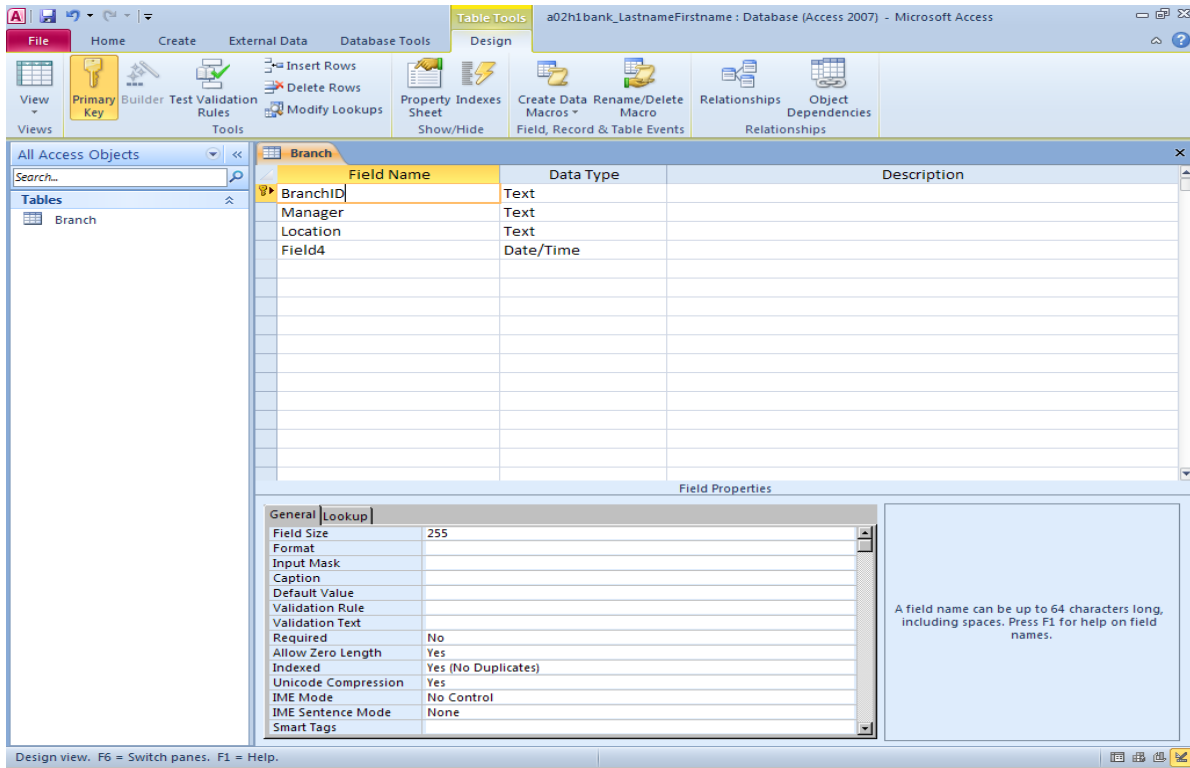 Table Tools
a02h1bank_LastnameFirstname : Database (Access 2007) - Microsoft Access
File Home Create External Data Database Tools Design
View
Views
Primary Key
Builder
Test Validation Rules
Insert Rows
Delete Rows
Modify Lookups
Tools
Property Sheet
Indexes
Show/Hide
Create Data Macros
Rename/Delete Macro
Field, Record & Table Events
Relationships
Object Dependencies
Relationships
All Access Objects
Search...
Tables
Branch
Branch
Field Name Data Type Description
BranchID Text
Manager Text
Location Text
Field4 Date/Time
Field Properties
General Lookup
Field Size 255
Format
Input Mask
Caption
Default Value
Validation Rule
Validation Text
Required No
Allow Zero Length Yes
Indexed Yes (No Duplicates)
Unicode Compression Yes
IME Mode No Control
IME Sentence Mode None
Smart Tags
A field name can be up to 64 characters long,
including spaces. Press F1 for help on field
names.
Design view. F6 = Switch panes. F1 = Help.